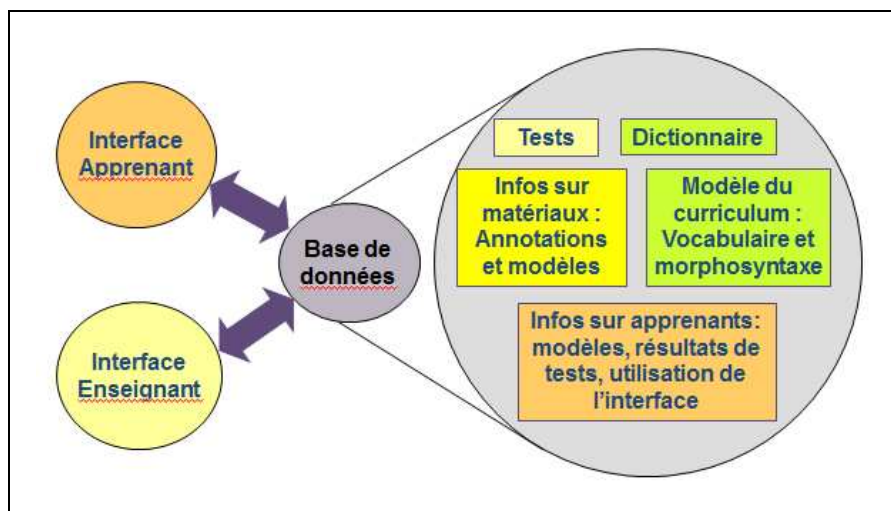 Interface
Apprenant
Interface
Enseignant
Base de
données
Tests
Dictionnaire
Infos sur
matériaux :
Annotations
et modèles
Modèle du
curriculum :
Vocabulaire et
morphosyntaxe
Infos sur apprenants:
modèles, résultats de
tests, utilisation de
l'interface